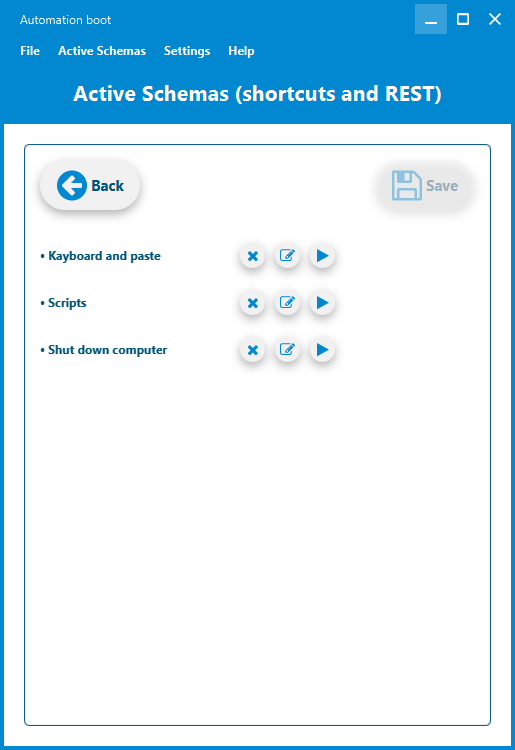 Automation boot
File Active Schemas Settings Help
Active Schemas (shortcuts and REST)
Back Save
• Keyboard and paste
• Scripts
• Shut down computer